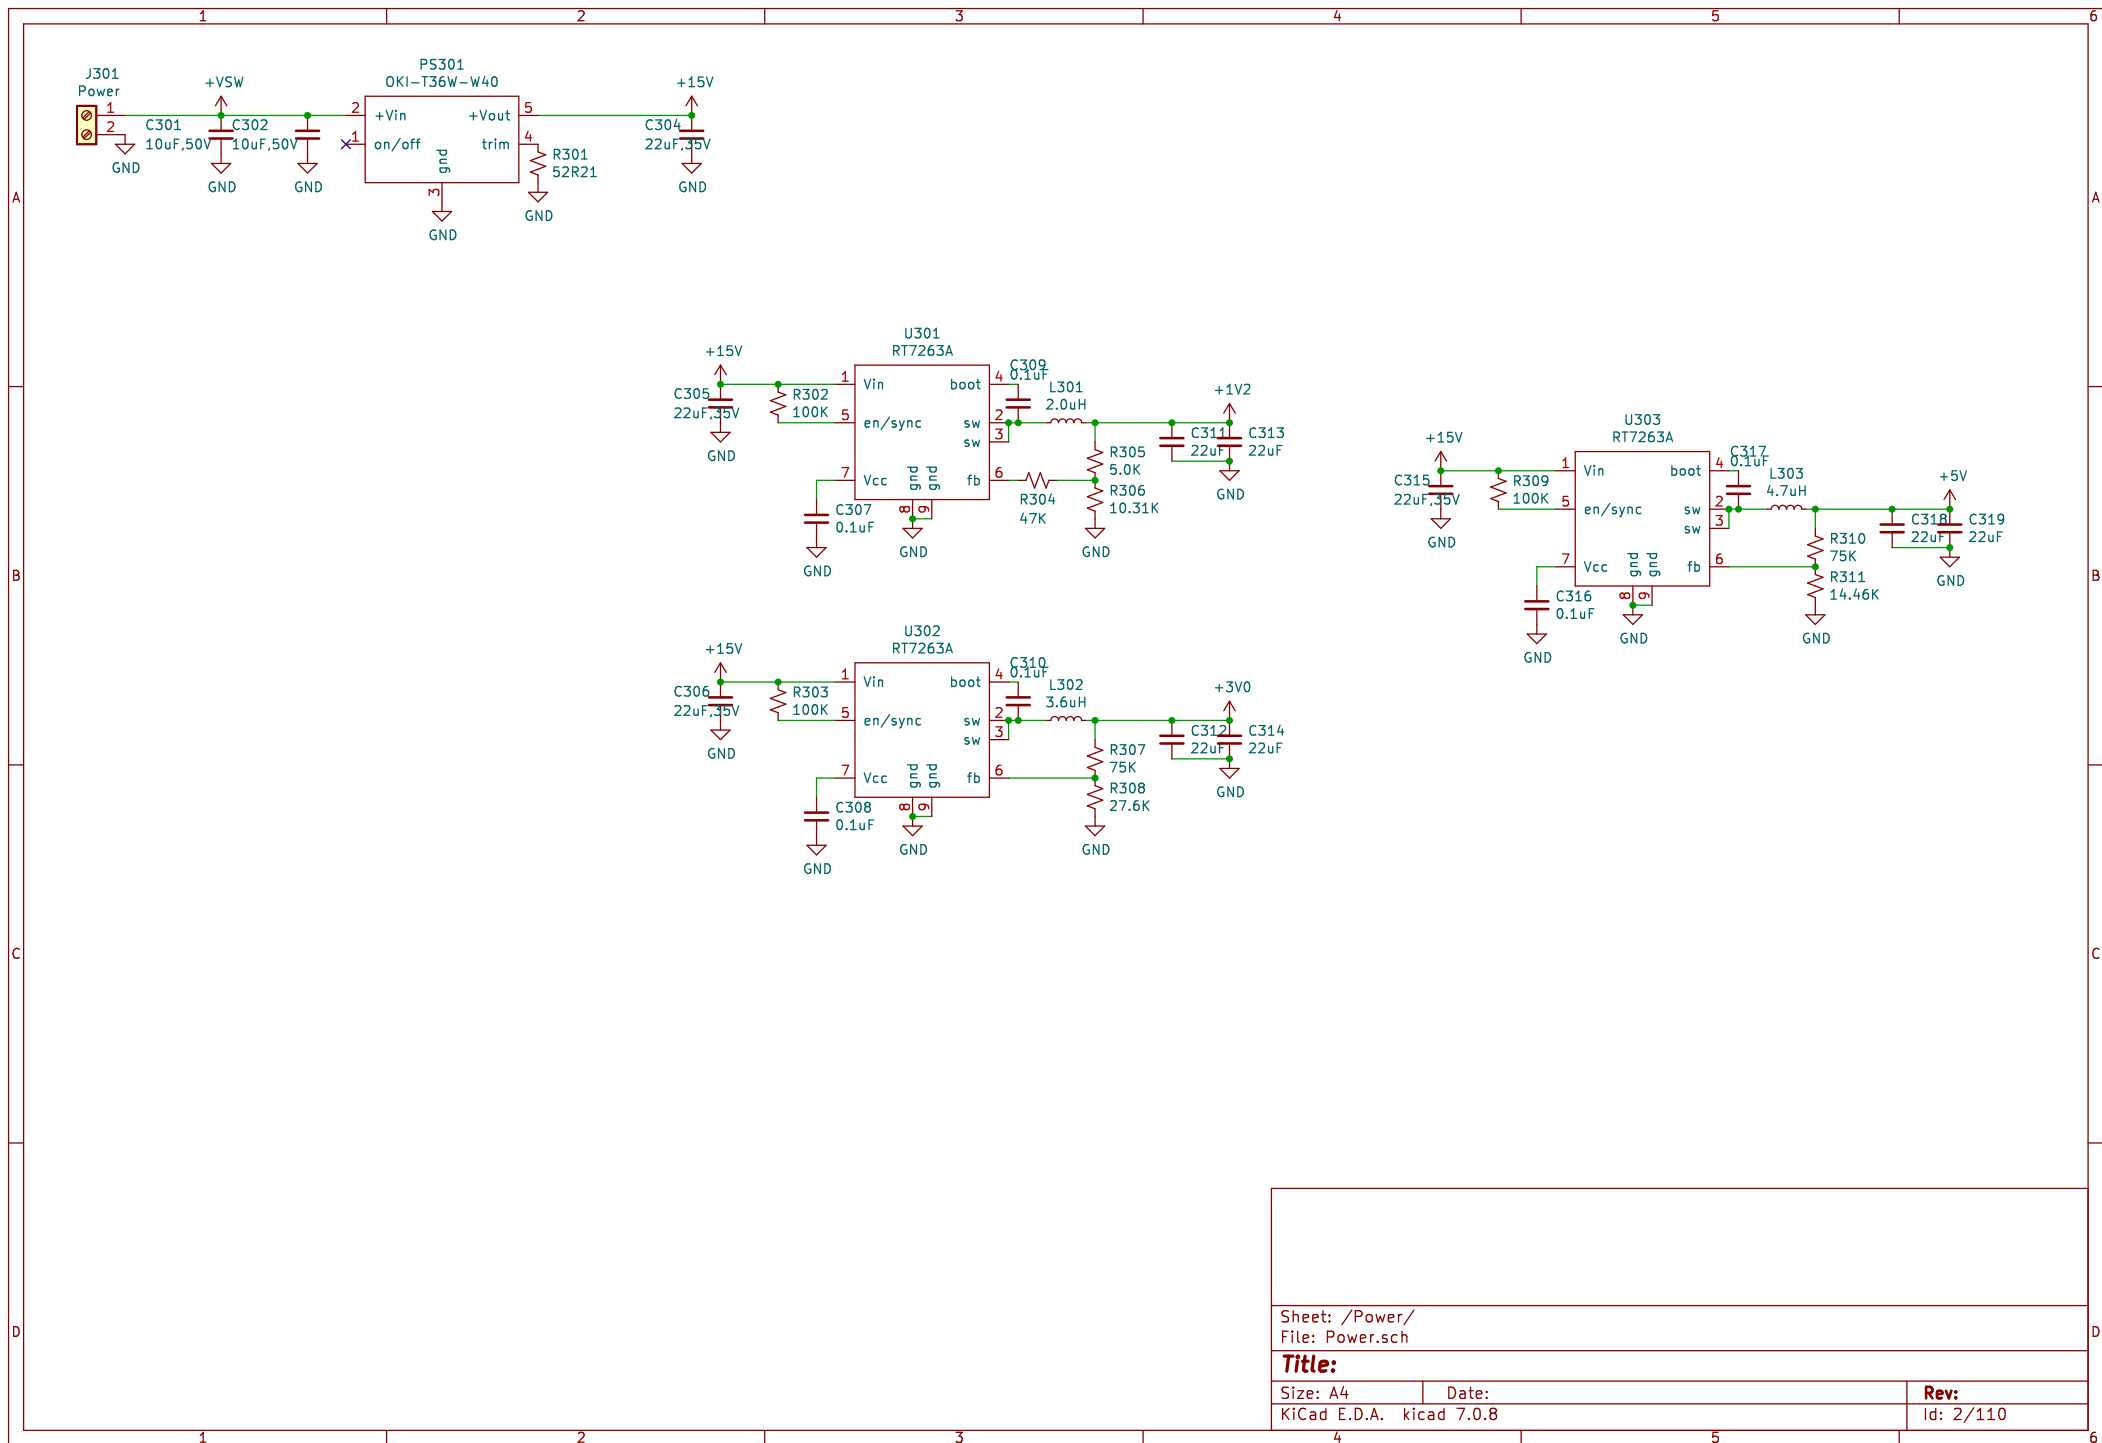 1 2 3 4 5 6
J301
Power
1
2
GND
+VSW
C301
10uF,50V
GND
C302
10uF,50V
GND
PS301
OKI-T36W-W40
2 +Vin +Vout 5
1 on/off trim 4
gnd
3
GND
R301
52R21
GND
+15V
C304
22uF,35V
GND
A A
U301
RT7263A
+15V
C305
22uF,35V
GND
R302
100K
1 Vin boot 4
5 en/sync sw 2
sw 3
7 Vcc gnd gnd fb 6
8 9
GND
C307
0.1uF
GND
C309
0.1uF
L301
2.0uH
R304
47K
R305
5.0K
R306
10.31K
GND
+1V2
C311
22uF
C313
22uF
GND
U303
RT7263A
+15V
C315
22uF,35V
GND
R309
100K
1 Vin boot 4
5 en/sync sw 2
sw 3
7 Vcc gnd gnd fb 6
8 9
GND
C316
0.1uF
GND
C317
0.1uF
L303
4.7uH
R310
75K
R311
14.46K
GND
+5V
C318
22uF
C319
22uF
GND
B B
U302
RT7263A
+15V
C306
22uF,35V
GND
R303
100K
1 Vin boot 4
5 en/sync sw 2
sw 3
7 Vcc gnd gnd fb 6
8 9
GND
C308
0.1uF
GND
C310
0.1uF
L302
3.6uH
R307
75K
R308
27.6K
GND
+3V0
C312
22uF
C314
22uF
GND
C C
D D
Sheet: /Power/
File: Power.sch
Title:
Size: A4 Date: Rev:
KiCad E.D.A. kicad 7.0.8 Id: 2/110
1 2 3 4 5 6